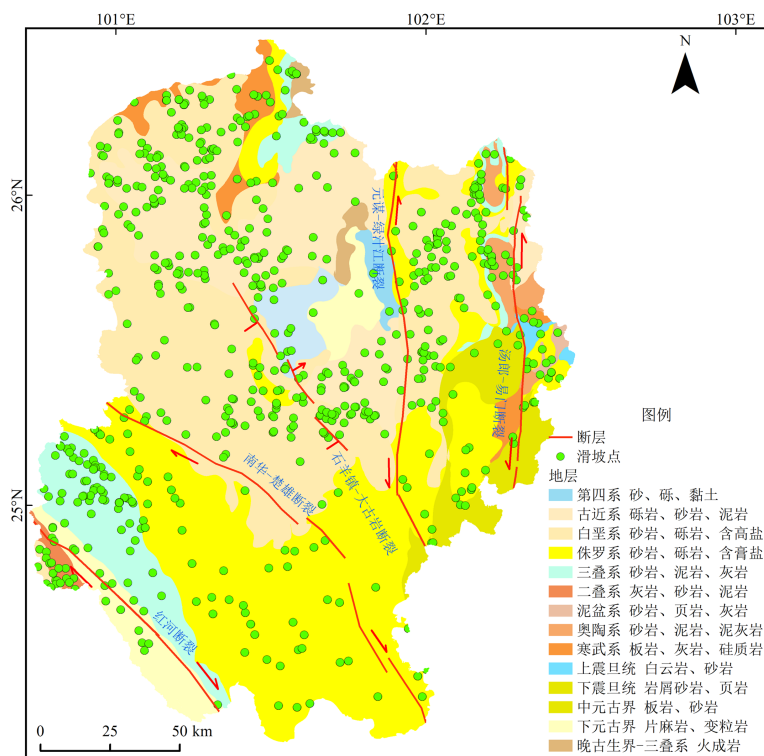 101°E
102°E
103°E
N
26°N
25°N
元谋-绿汁江断裂
汤郎-易门断裂
南华-楚雄断裂
石羊镇-大古岩断裂
红河断裂
0 25 50 km
图例
断层
滑坡点
地层
第四系 砂、砾、黏土
古近系 砾岩、砂岩、泥岩
白垩系 砂岩、砾岩、含高盐
侏罗系 砂岩、砾岩、含膏盐
三叠系 砂岩、泥岩、灰岩
二叠系 灰岩、砂岩、泥岩
泥盆系 砂岩、页岩、灰岩
奥陶系 砂岩、泥岩、泥灰岩
寒武系 板岩、灰岩、硅质岩
上震旦统 白云岩、砂岩
下震旦统 岩屑砂岩、页岩
中元古界 板岩、砂岩
下元古界 片麻岩、变粒岩
晚古生界-三叠系 火成岩